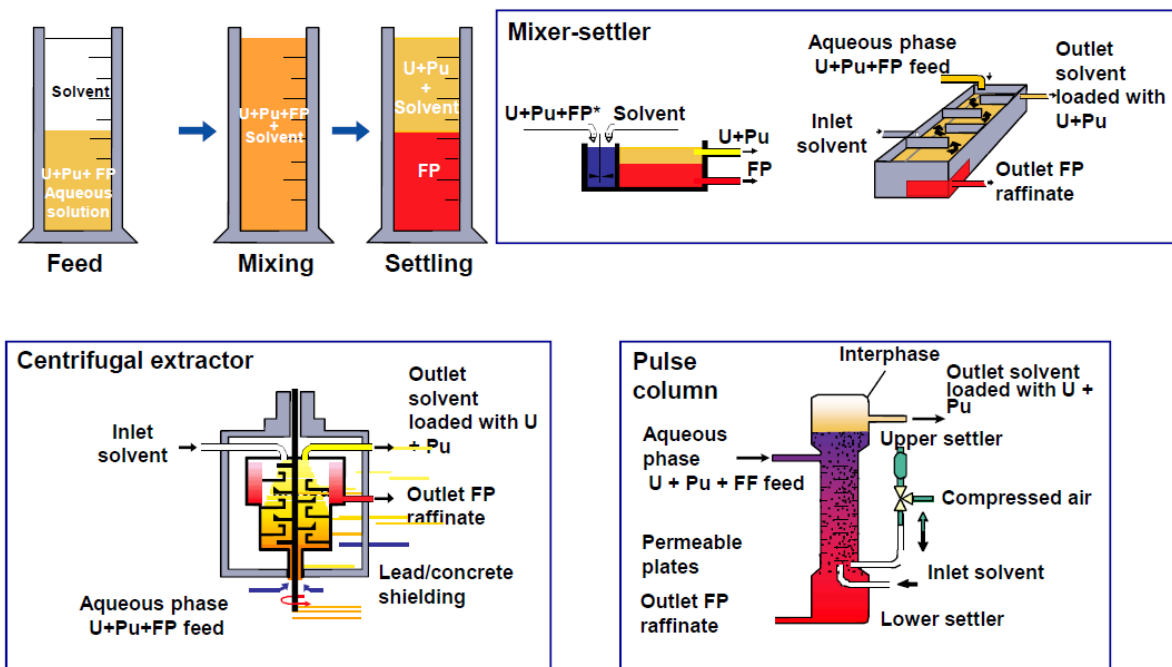 Solvent
U+Pu+ FP
Aqueous
solution
Feed
U+Pu+FP
+
Solvent
Mixing
U+Pu
+
Solvent
FP
Settling
Mixer-settler
U+Pu+FP*
Solvent
U+Pu
FP
Aqueous phase
U+Pu+FP feed
Outlet
solvent
loaded with
U+Pu
Inlet
solvent
Outlet FP
raffinate
Centrifugal extractor
Inlet
solvent
Outlet
solvent
loaded with U
+ Pu
Outlet FP
raffinate
Lead/concrete
shielding
Aqueous phase
U+Pu+FP feed
Pulse
column
Interphase
Outlet solvent
loaded with U +
Pu
Upper settler
Aqueous
phase
U + Pu + FF feed
Compressed air
Permeable
plates
Inlet solvent
Outlet FP
raffinate
Lower settler